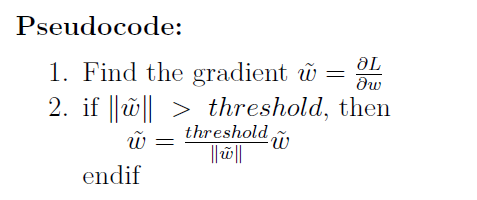 Pseudocode:
1. Find the gradient w̃ = ∂L/∂w
2. if ‖w̃‖ > threshold, then
w̃ = threshold/‖w̃‖ w̃
endif